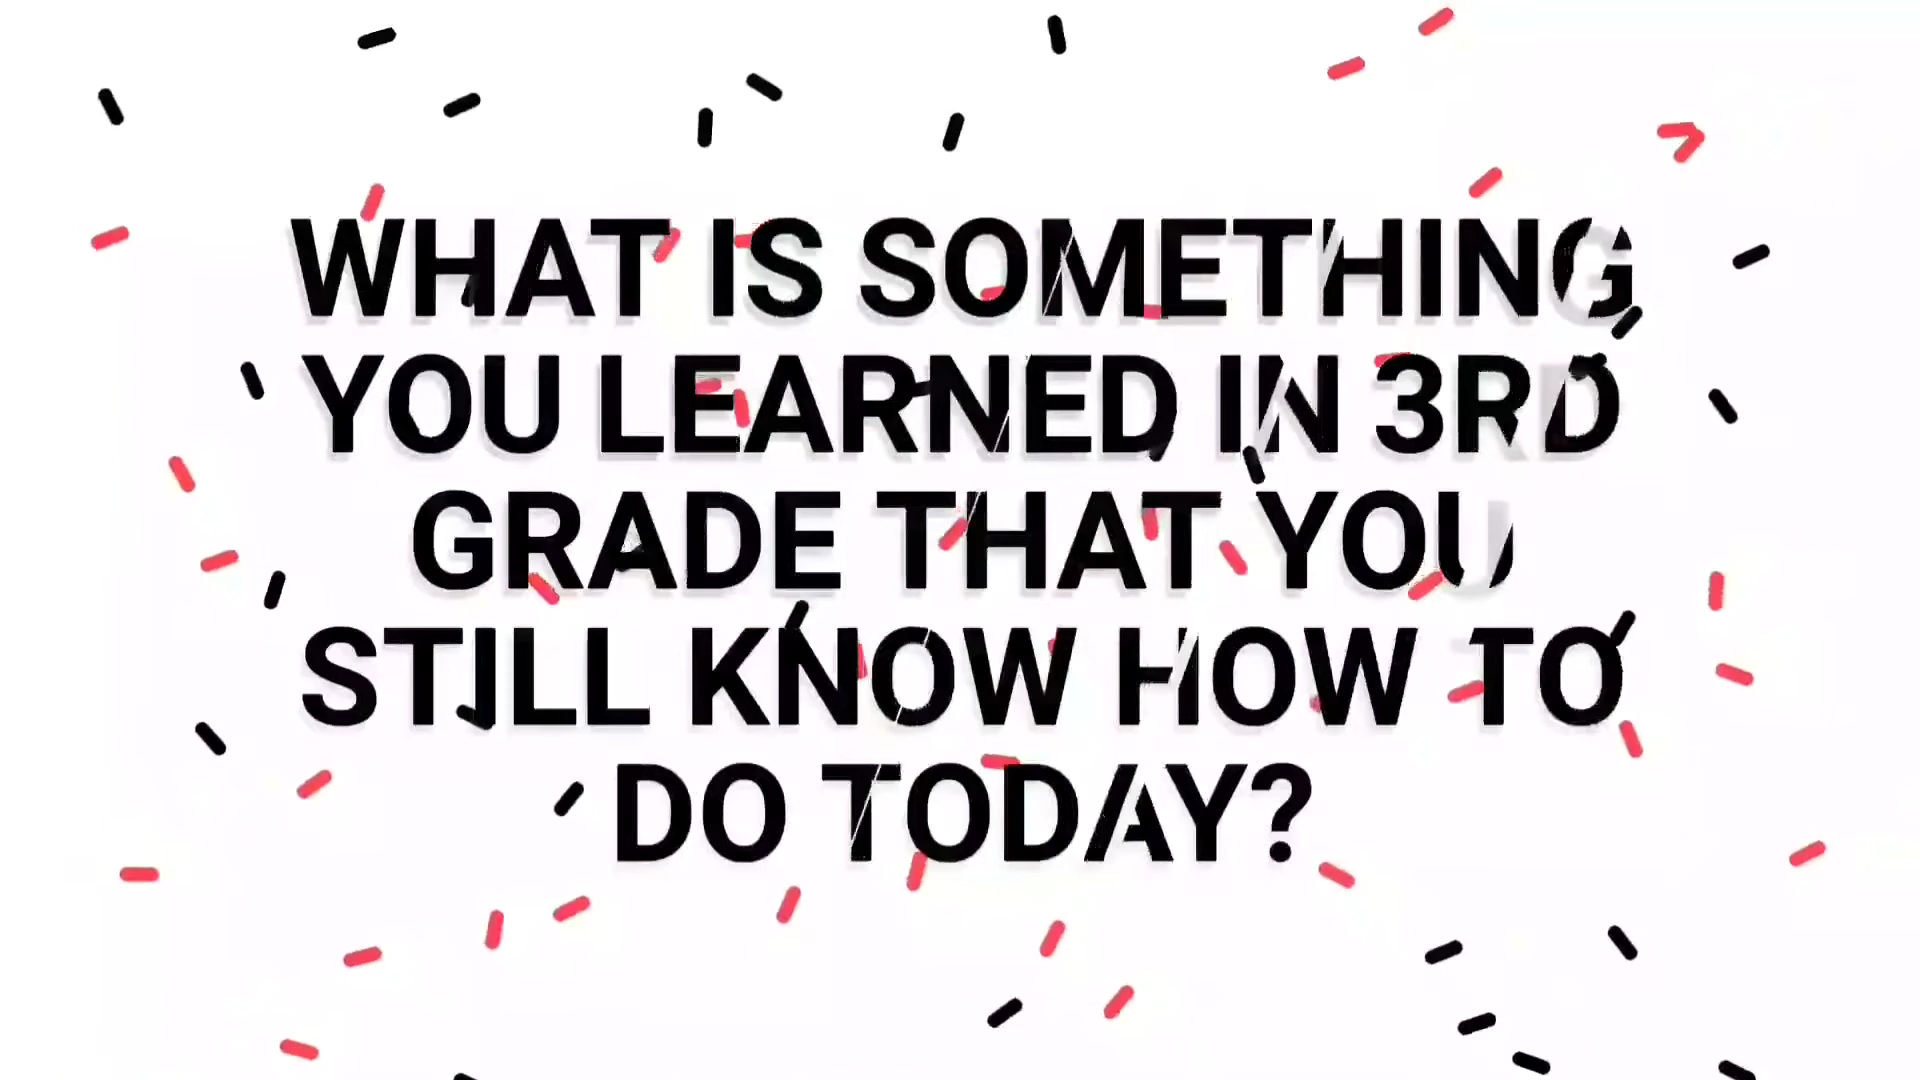 WHAT IS SOMETHING
YOU LEARNED IN 3RD
GRADE THAT YOU
STILL KNOW HOW TO
DO TODAY?